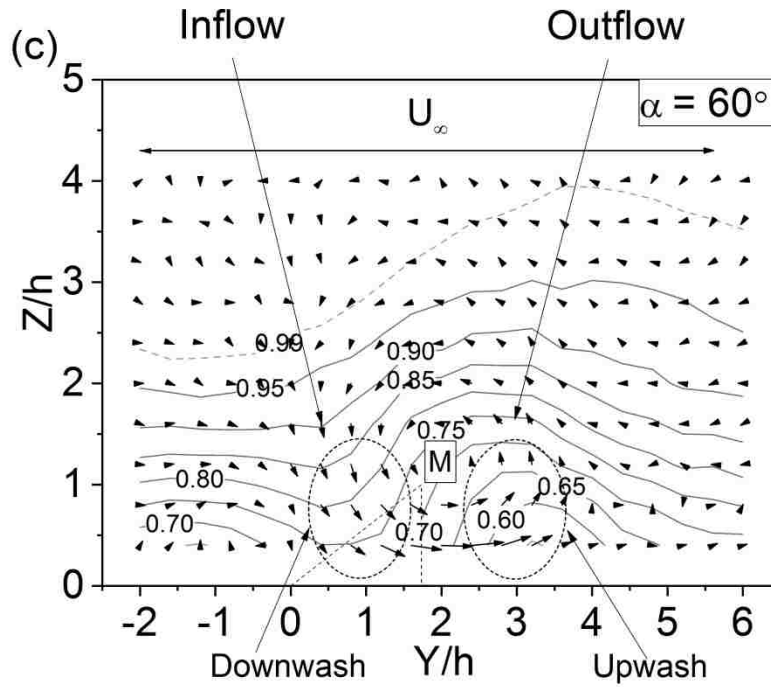 Inflow
Outflow
(c)
α = 60°
U∞
5
4
3
2
1
0
Z/h
0.99
0.95
0.90
0.85
0.75
M
0.80
0.70
0.70
0.60
0.65
-2 -1 0 1 2 3 4 5 6
Downwash
Y/h
Upwash